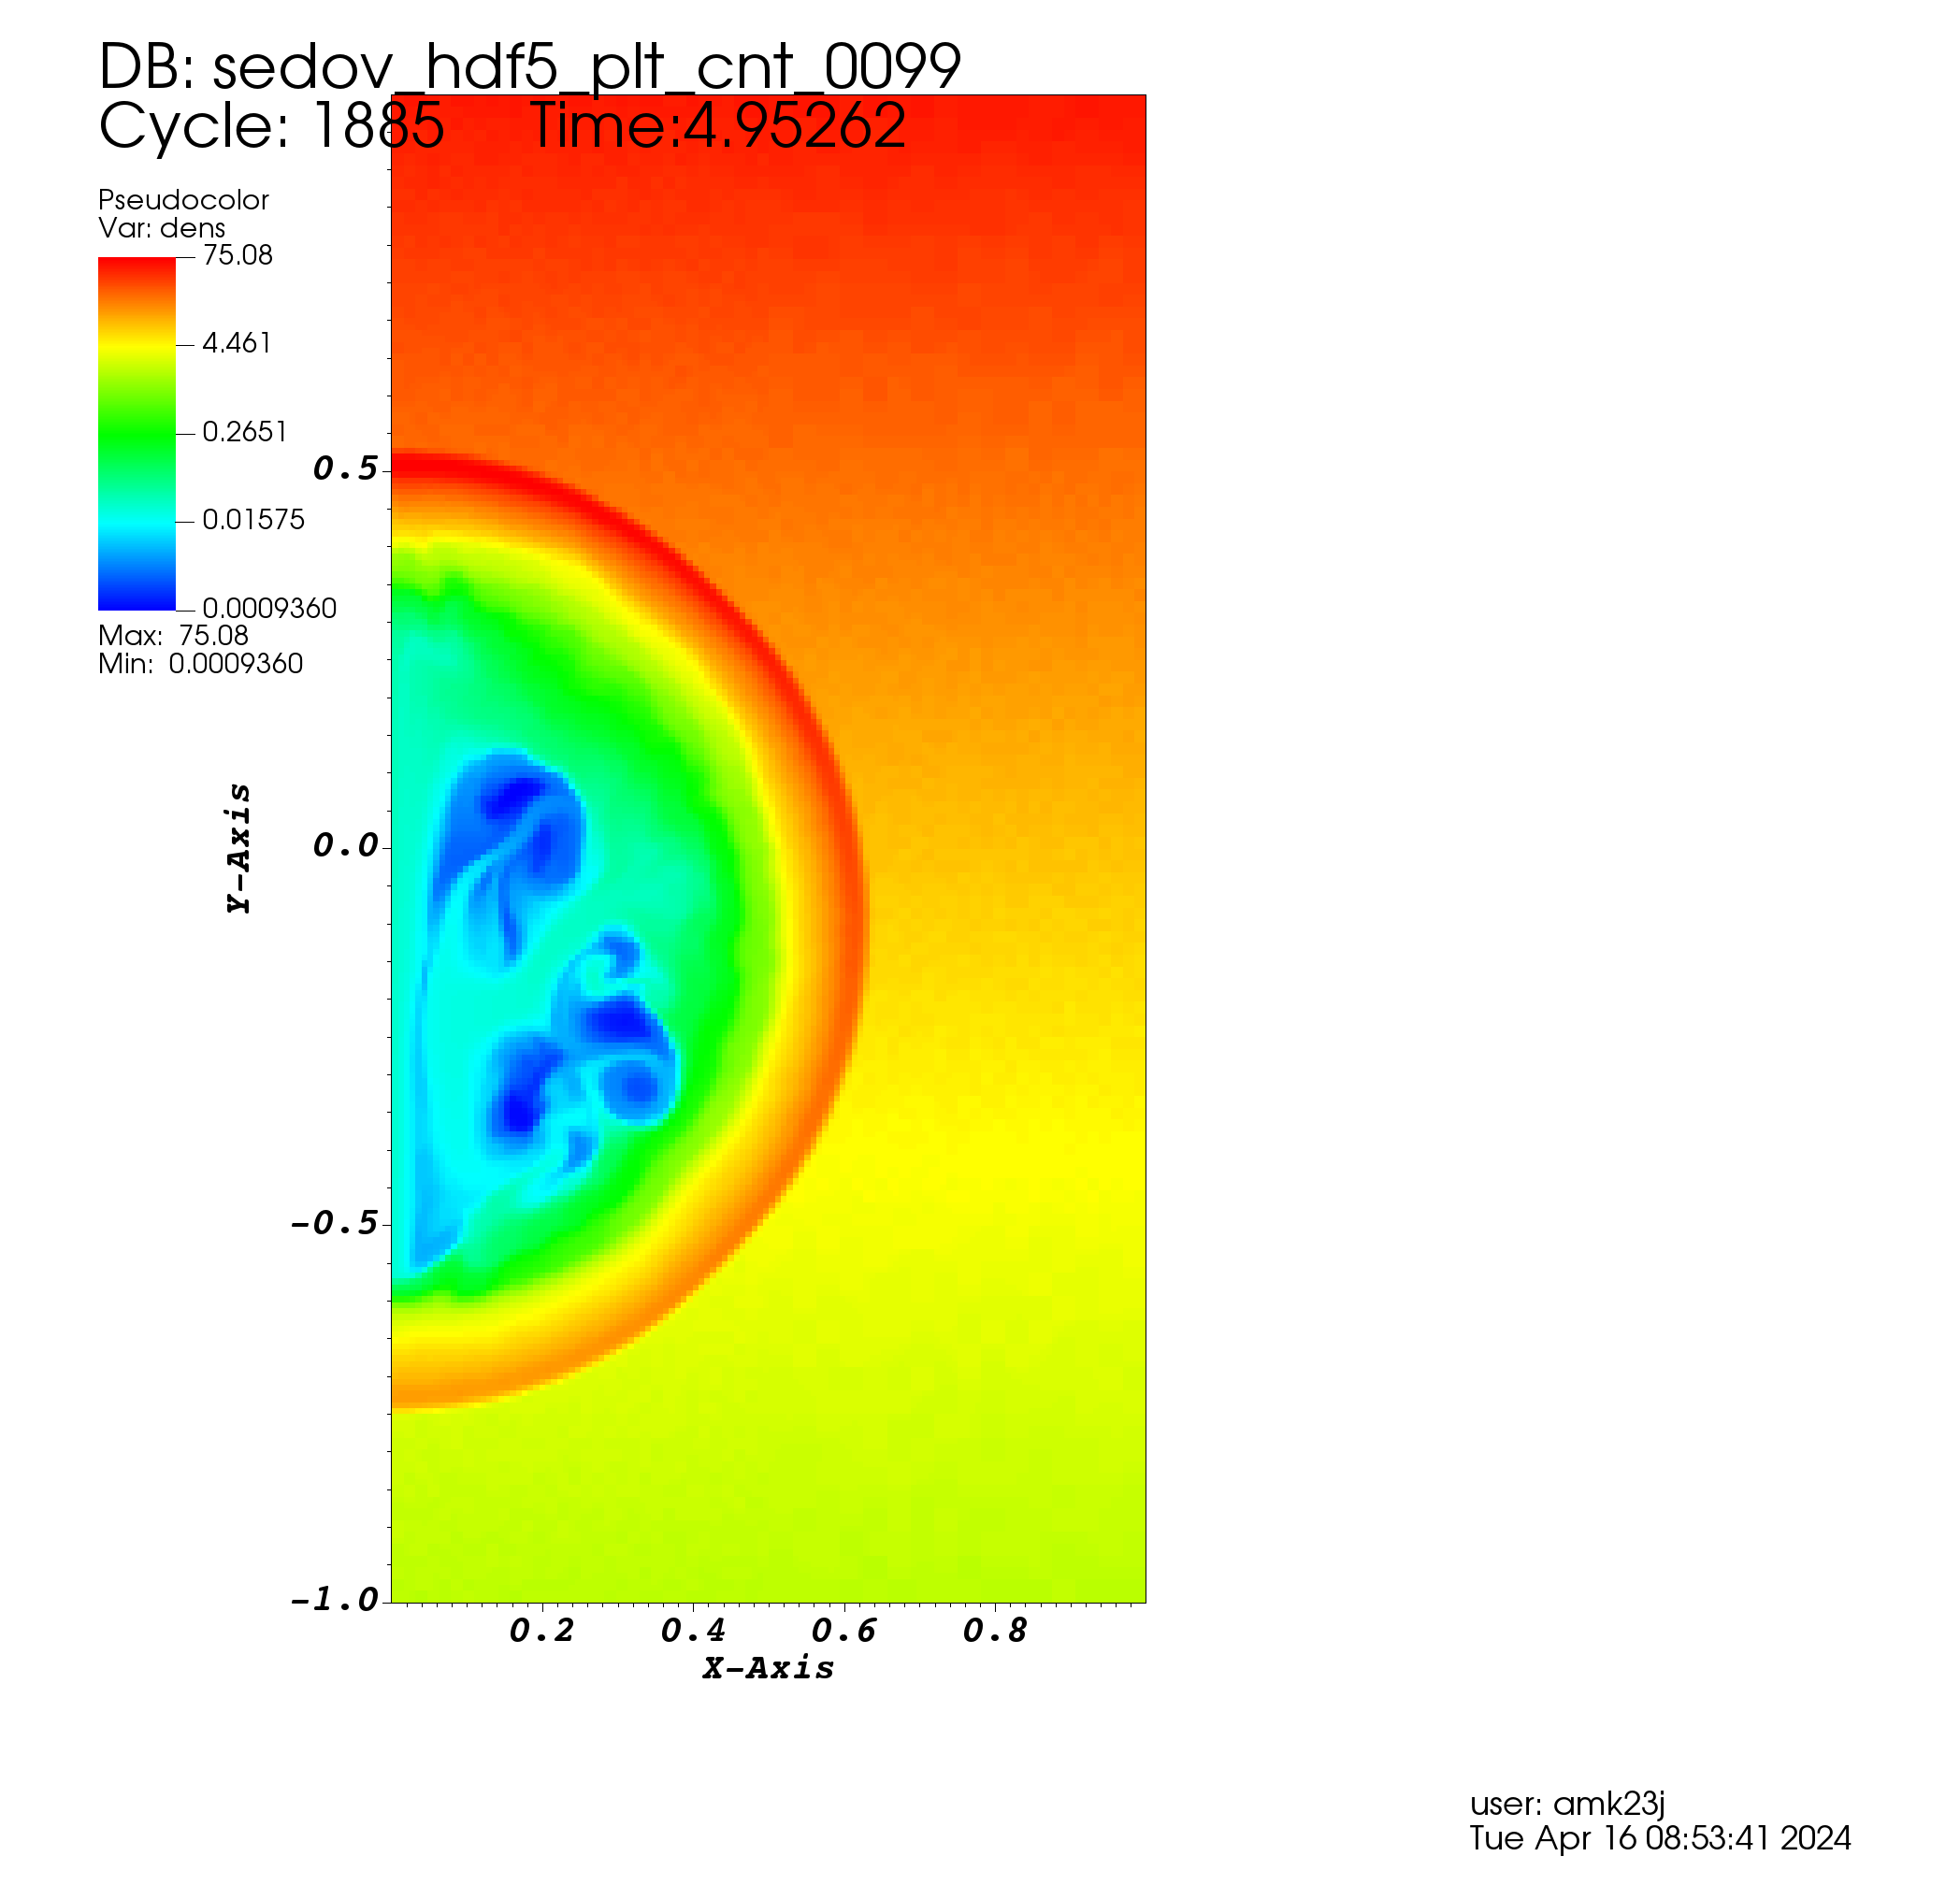 DB: sedov_hdf5_plt_cnt_0099
Cycle: 1885 Time:4.95262
Pseudocolor
Var: dens
75.08
4.461
0.2651
0.01575
0.0009360
Max: 75.08
Min: 0.0009360
0.5
0.0
-0.5
-1.0
Y-Axis
0.2 0.4 0.6 0.8
X-Axis
user: amk23j
Tue Apr 16 08:53:41 2024